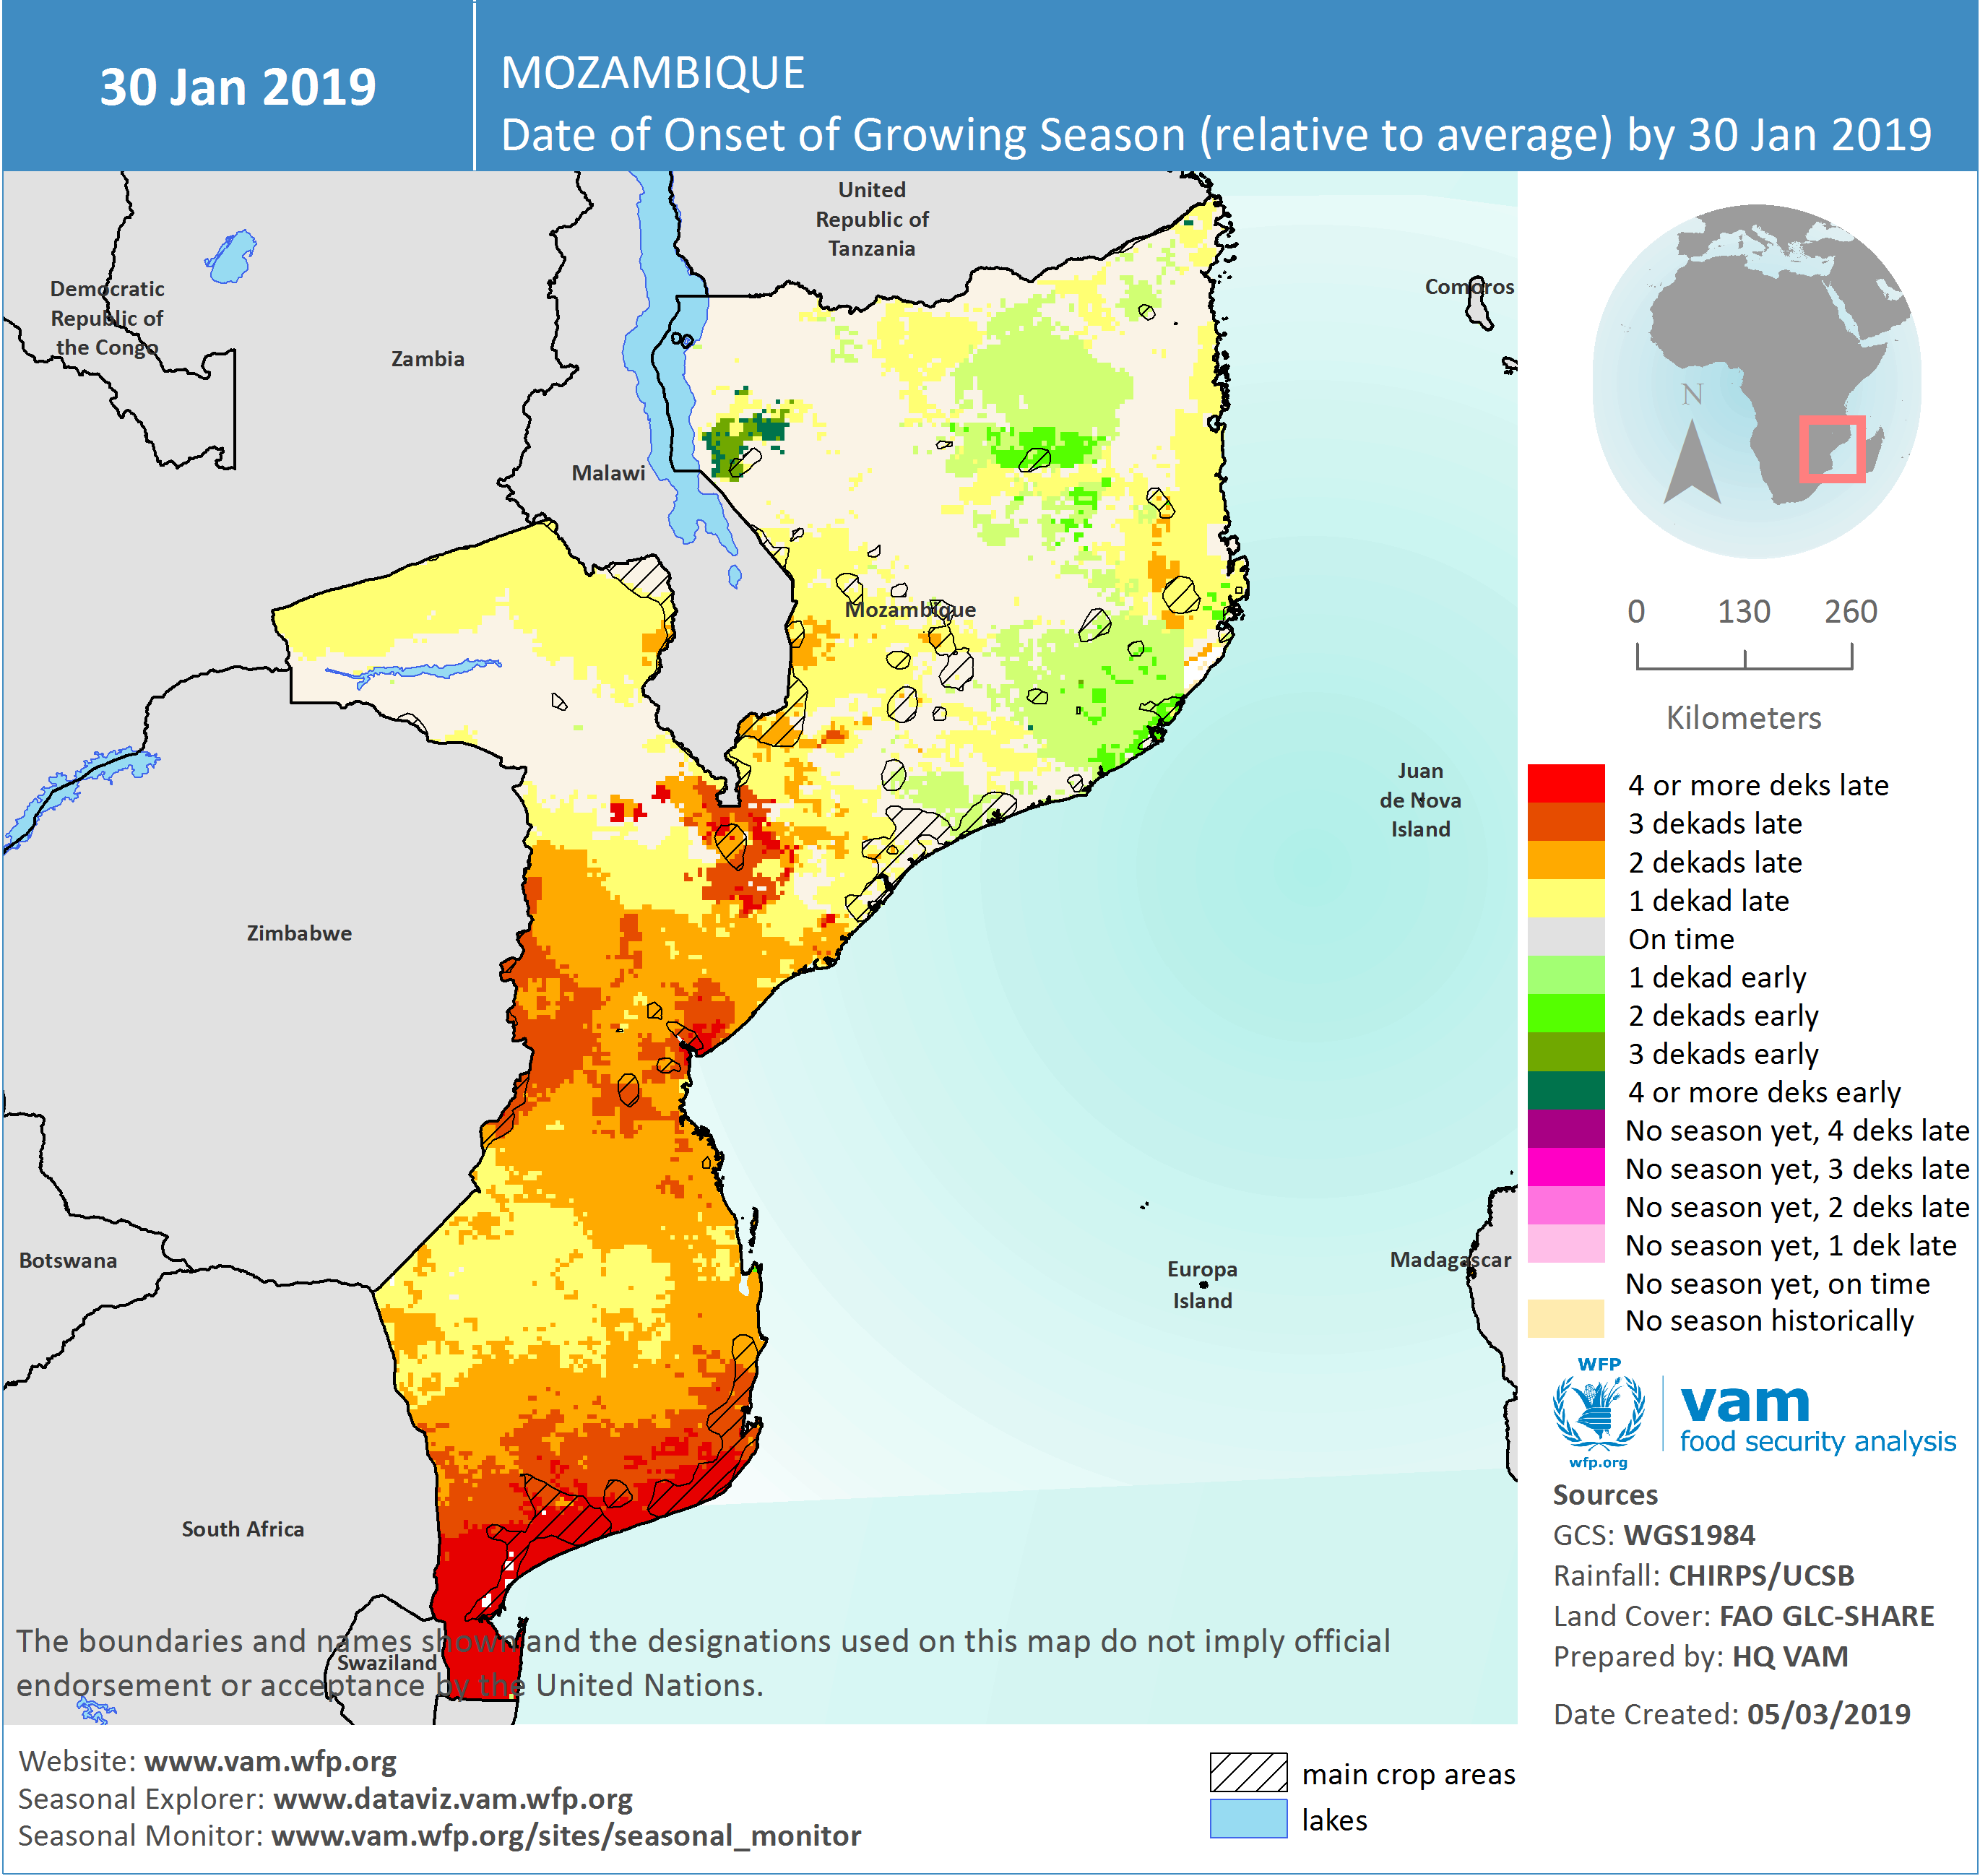 30 Jan 2019
MOZAMBIQUE
Date of Onset of Growing Season (relative to average) by 30 Jan 2019
United
Republic of
Tanzania
Democratic
Republic of
the Congo
Zambia
Comoros
Malawi
Mozambique
Juan
de Nova
Island
Zimbabwe
Botswana
Europa
Island
Madagascar
South Africa
Swaziland
The boundaries and names shown and the designations used on this map do not imply official
endorsement or acceptance by the United Nations.
N
0 130 260
Kilometers
4 or more deks late
3 dekads late
2 dekads late
1 dekad late
On time
1 dekad early
2 dekads early
3 dekads early
4 or more deks early
No season yet, 4 deks late
No season yet, 3 deks late
No season yet, 2 deks late
No season yet, 1 dek late
No season yet, on time
No season historically
WFP
wfp.org
vam
food security analysis
Sources
GCS: WGS1984
Rainfall: CHIRPS/UCSB
Land Cover: FAO GLC-SHARE
Prepared by: HQ VAM
Date Created: 05/03/2019
Website: www.vam.wfp.org
Seasonal Explorer: www.dataviz.vam.wfp.org
Seasonal Monitor: www.vam.wfp.org/sites/seasonal_monitor
main crop areas
lakes